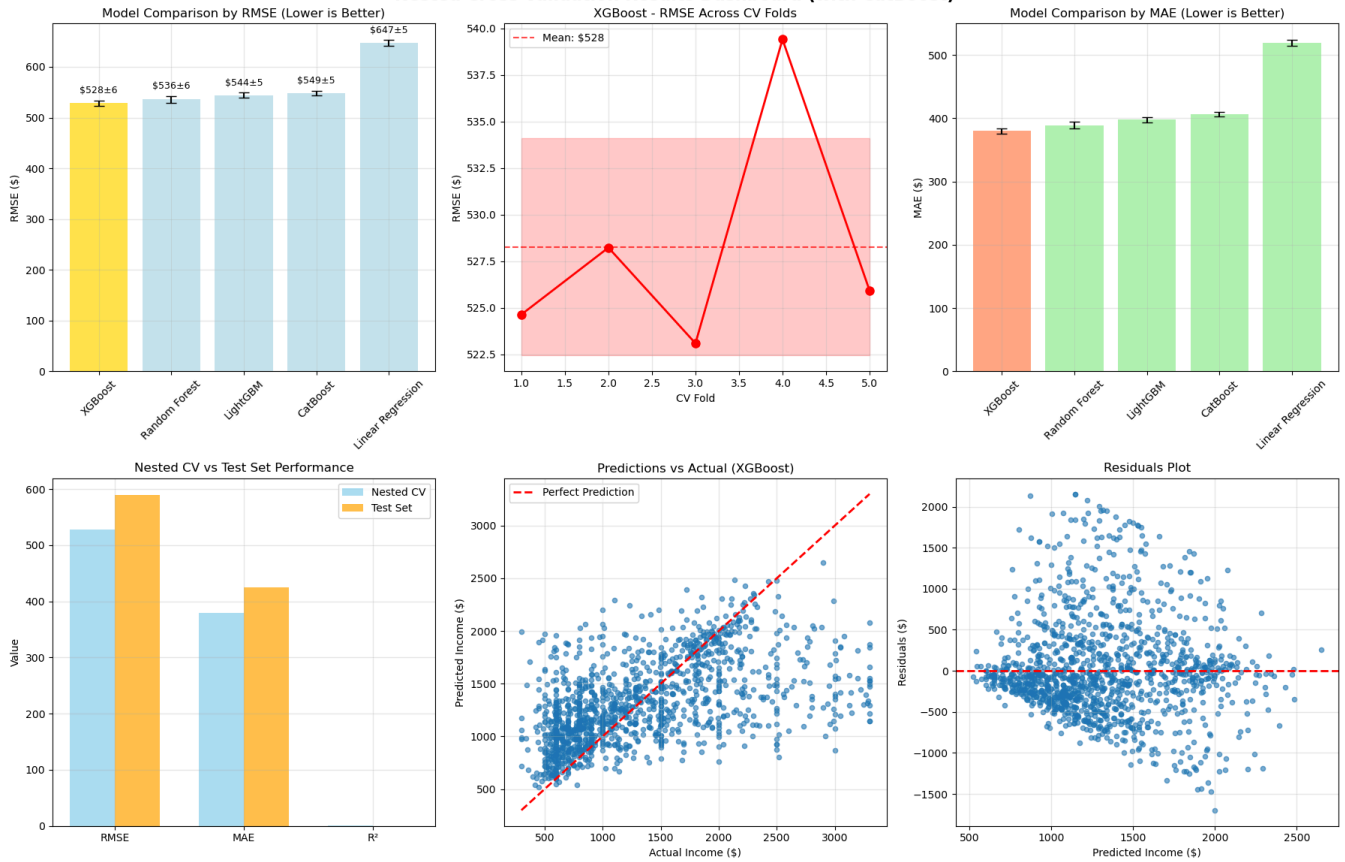 Model Comparison by RMSE (Lower is Better)
$528±6
$536±6
$544±5
$549±5
$647±5
RMSE ($)
600
500
400
300
200
100
0
XGBoost
Random Forest
LightGBM
CatBoost
Linear Regression
XGBoost - RMSE Across CV Folds
Mean: $528
RMSE ($)
540.0
537.5
535.0
532.5
530.0
527.5
525.0
522.5
1.0 1.5 2.0 2.5 3.0 3.5 4.0 4.5 5.0
CV Fold
Model Comparison by MAE (Lower is Better)
MAE ($)
500
400
300
200
100
0
XGBoost
Random Forest
LightGBM
CatBoost
Linear Regression
Nested CV vs Test Set Performance
Nested CV
Test Set
Value
600
500
400
300
200
100
0
RMSE MAE R²
Predictions vs Actual (XGBoost)
Perfect Prediction
Predicted Income ($)
3000
2500
2000
1500
1000
500
500 1000 1500 2000 2500 3000
Actual Income ($)
Residuals Plot
Residuals ($)
2000
1500
1000
500
0
−500
−1000
−1500
500 1000 1500 2000 2500
Predicted Income ($)